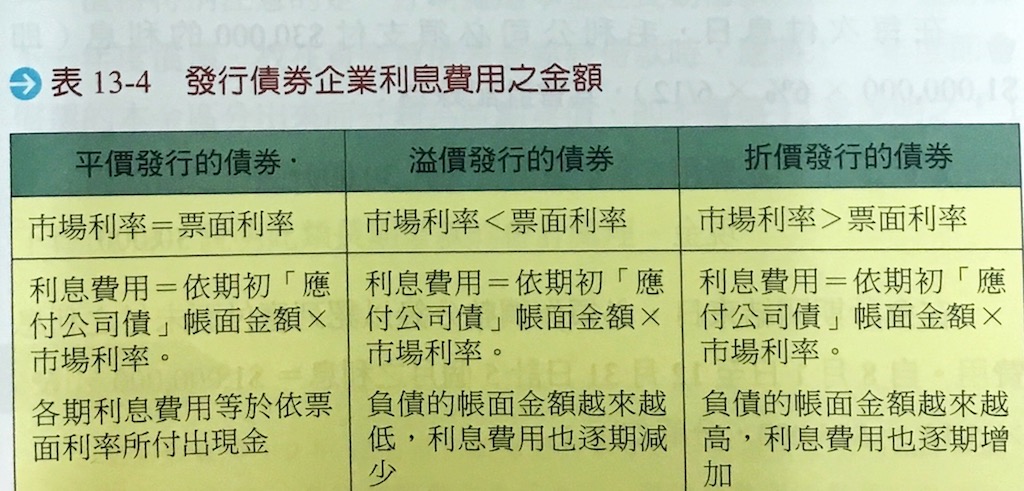 表 13-4 發行債券企業利息費用之金額
平價發行的債券
溢價發行的債券
折價發行的債券
市場利率＝票面利率
市場利率＜票面利率
市場利率＞票面利率
利息費用＝依期初「應
付公司債」帳面金額×
市場利率。
各期利息費用等於依票
面利率所付出現金
利息費用＝依期初「應
付公司債」帳面金額×
市場利率。
負債的帳面金額越來越
低，利息費用也逐期減
少
利息費用＝依期初「應
付公司債」帳面金額×
市場利率。
負債的帳面金額越來越
高，利息費用也逐期增
加